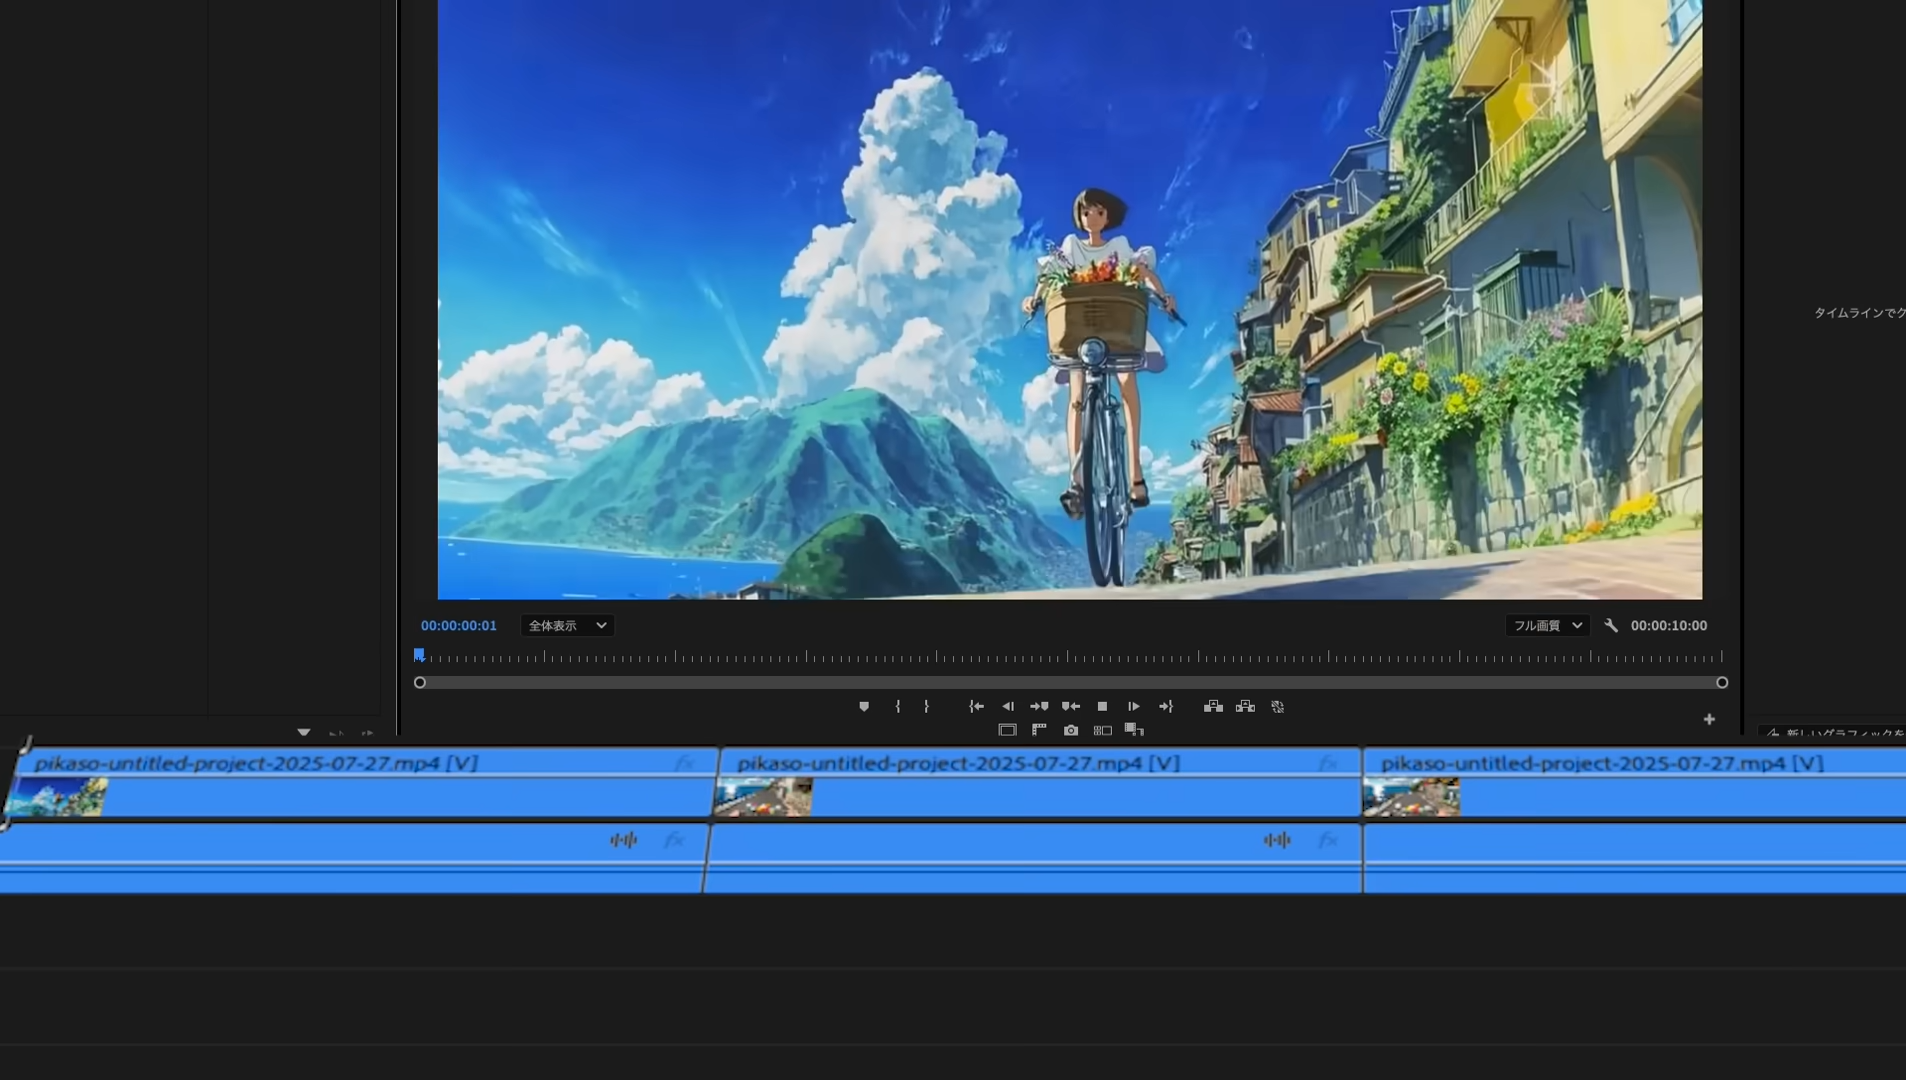 タイムラインでク
00:00:00:01
全体表示
フル画質
00:00:10:00
新しいグラフィックを
pikaso-untitled-project-2025-07-27.mp4 [V]
fx
pikaso-untitled-project-2025-07-27.mp4 [V]
fx
pikaso-untitled-project-2025-07-27.mp4 [V]
fx
fx